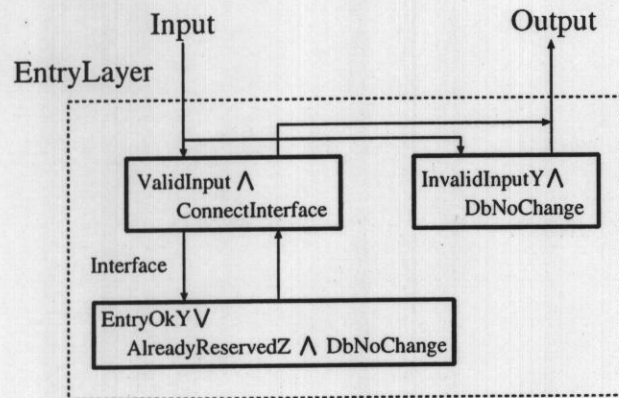 Input
Output
EntryLayer
ValidInput ∧
ConnectInterface
InvalidInputY ∧
DbNoChange
Interface
EntryOkY ∨
AlreadyReservedZ ∧ DbNoChange